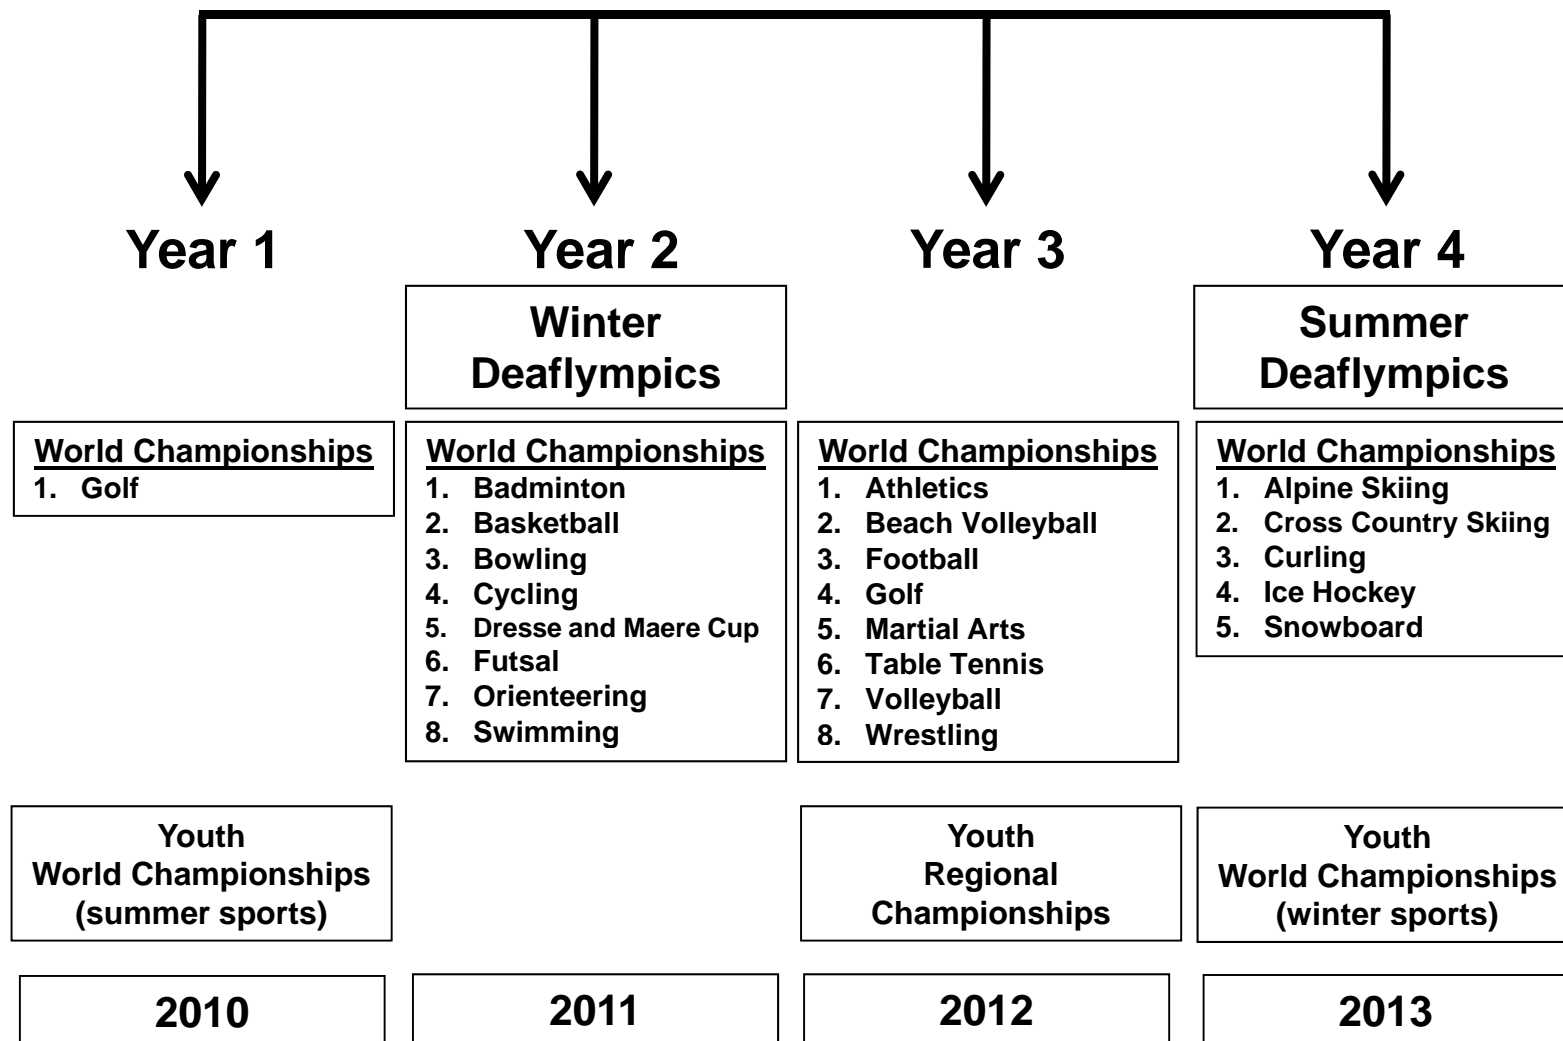 Year 1
Year 2
Year 3
Year 4
Winter
Deaflympics
Summer
Deaflympics
World Championships
1. Golf
World Championships
1. Badminton
2. Basketball
3. Bowling
4. Cycling
5. Dresse and Maere Cup
6. Futsal
7. Orienteering
8. Swimming
World Championships
1. Athletics
2. Beach Volleyball
3. Football
4. Golf
5. Martial Arts
6. Table Tennis
7. Volleyball
8. Wrestling
World Championships
1. Alpine Skiing
2. Cross Country Skiing
3. Curling
4. Ice Hockey
5. Snowboard
Youth
World Championships
(summer sports)
Youth
Regional
Championships
Youth
World Championships
(winter sports)
2010
2011
2012
2013